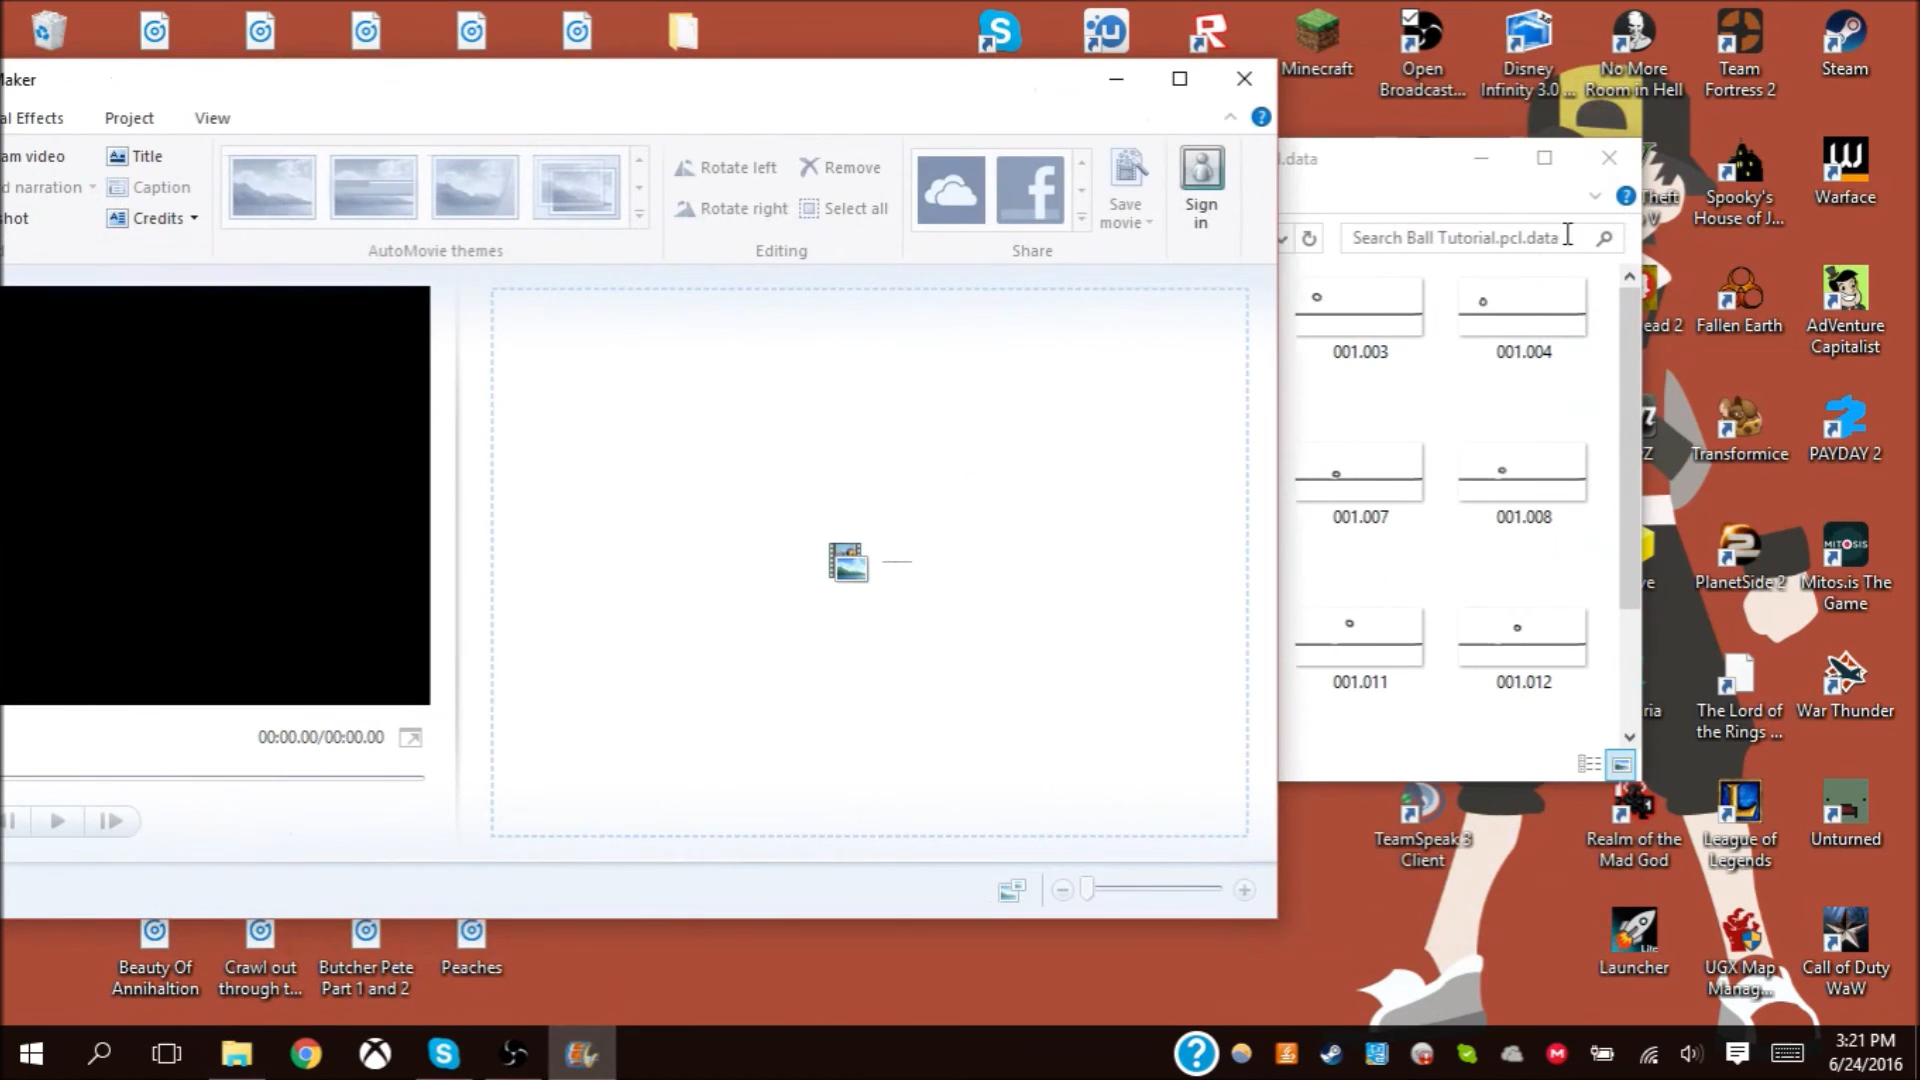 Maker
al Effects
Project
View
am video
d narration
shot
Title
Caption
Credits
AutoMovie themes
Rotate left
Rotate right
Remove
Select all
Editing
Share
Save
movie
Sign
in
00:00.00/00:00.00
l.data
Search Ball Tutorial.pcl.data
001.003
001.004
001.007
001.008
001.011
001.012
Minecraft
Open
Broadcast...
Disney
Infinity 3.0 ...
No More
Room in Hell
Team
Fortress 2
Steam
Theft
V
Spooky's
House of J...
Warface
ead 2
Fallen Earth
AdVenture
Capitalist
Z
Transformice
PAYDAY 2
ve
PlanetSide 2
MITOSIS
Mitos.is The
Game
ria
The Lord of
the Rings ...
War Thunder
TeamSpeak 3
Client
Realm of the
Mad God
League of
Legends
Unturned
Lite
Launcher
UGX Map
Manag...
Call of Duty
WaW
Beauty Of
Annihaltion
Crawl out
through t...
Butcher Pete
Part 1 and 2
Peaches
3:21 PM
6/24/2016